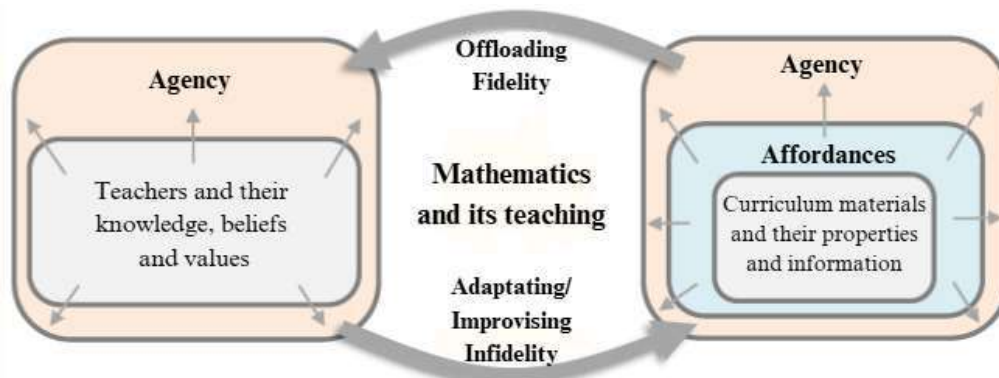 Agency
Teachers and their
knowledge, beliefs
and values
Offloading
Fidelity
Mathematics
and its teaching
Adaptating/
Improvising
Infidelity
Agency
Affordances
Curriculum materials
and their properties
and information